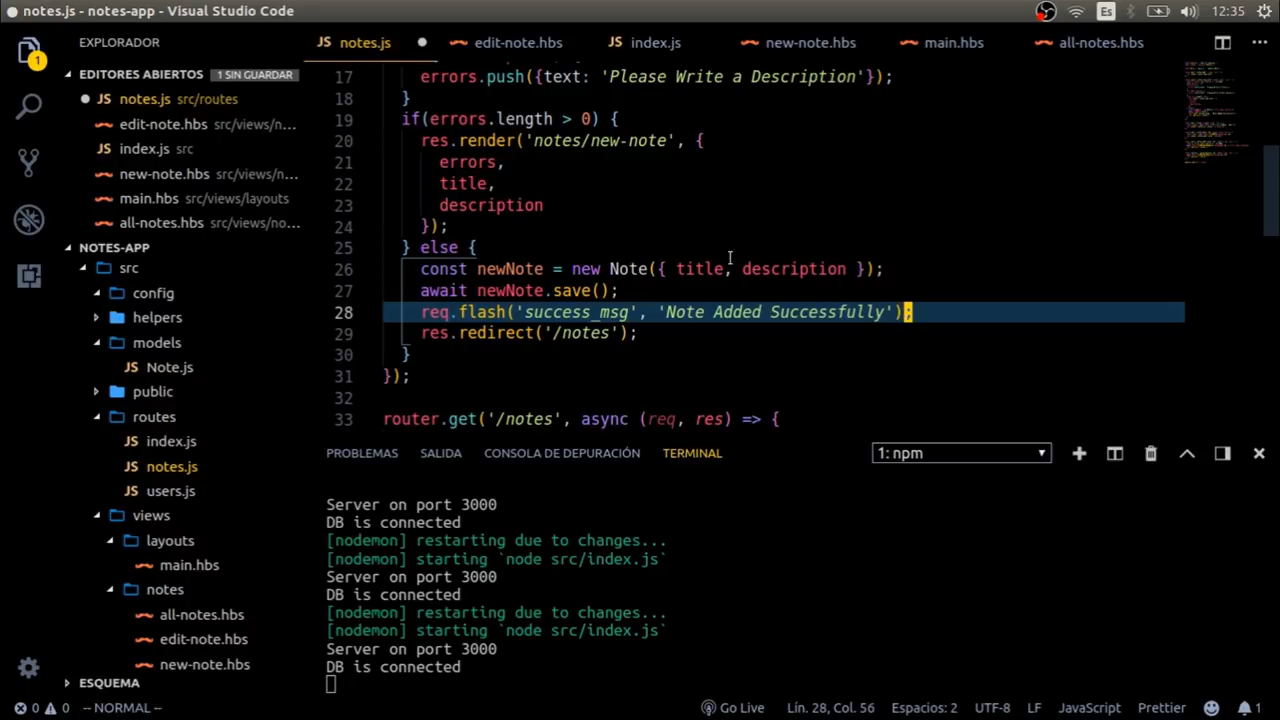 notes.js - notes-app - Visual Studio Code
Es
12:35
EXPLORADOR
JS notes.js
edit-note.hbs
JS index.js
new-note.hbs
main.hbs
all-notes.hbs
1
EDITORES ABIERTOS 1 SIN GUARDAR
JS notes.js src/routes
edit-note.hbs src/views/n...
JS index.js src
new-note.hbs src/views/n...
main.hbs src/views/layouts
all-notes.hbs src/views/no...
NOTES-APP
src
config
helpers
models
JS Note.js
public
routes
JS index.js
JS notes.js
JS users.js
views
layouts
main.hbs
notes
all-notes.hbs
edit-note.hbs
new-note.hbs
ESQUEMA
17 errors.push({text: 'Please Write a Description'});
18 }
19 if(errors.length > 0) {
20 res.render('notes/new-note', {
21 errors,
22 title,
23 description
24 });
25 } else {
26 const newNote = new Note({ title, description });
27 await newNote.save();
28 req.flash('success_msg', 'Note Added Successfully');
29 res.redirect('/notes');
30 }
31 });
32
33 router.get('/notes', async (req, res) => {
PROBLEMAS
SALIDA
CONSOLA DE DEPURACIÓN
TERMINAL
1: npm
Server on port 3000
DB is connected
[nodemon] restarting due to changes...
[nodemon] starting `node src/index.js`
Server on port 3000
DB is connected
[nodemon] restarting due to changes...
[nodemon] starting `node src/index.js`
Server on port 3000
DB is connected
0 0 -- NORMAL --
Go Live
Lín. 28, Col. 56
Espacios: 2
UTF-8
LF
JavaScript
Prettier
1